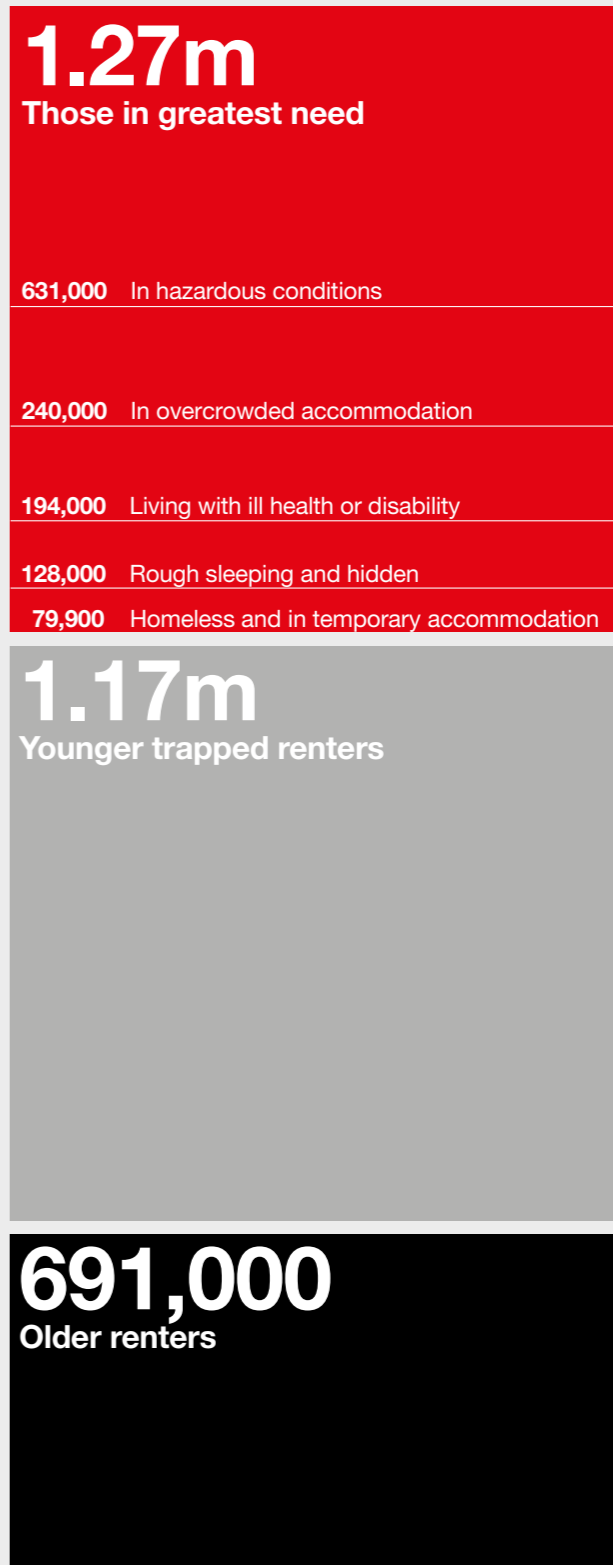 1.27m
Those in greatest need
631,000 In hazardous conditions
240,000 In overcrowded accommodation
194,000 Living with ill health or disability
128,000 Rough sleeping and hidden
79,900 Homeless and in temporary accommodation
1.17m
Younger trapped renters
691,000
Older renters